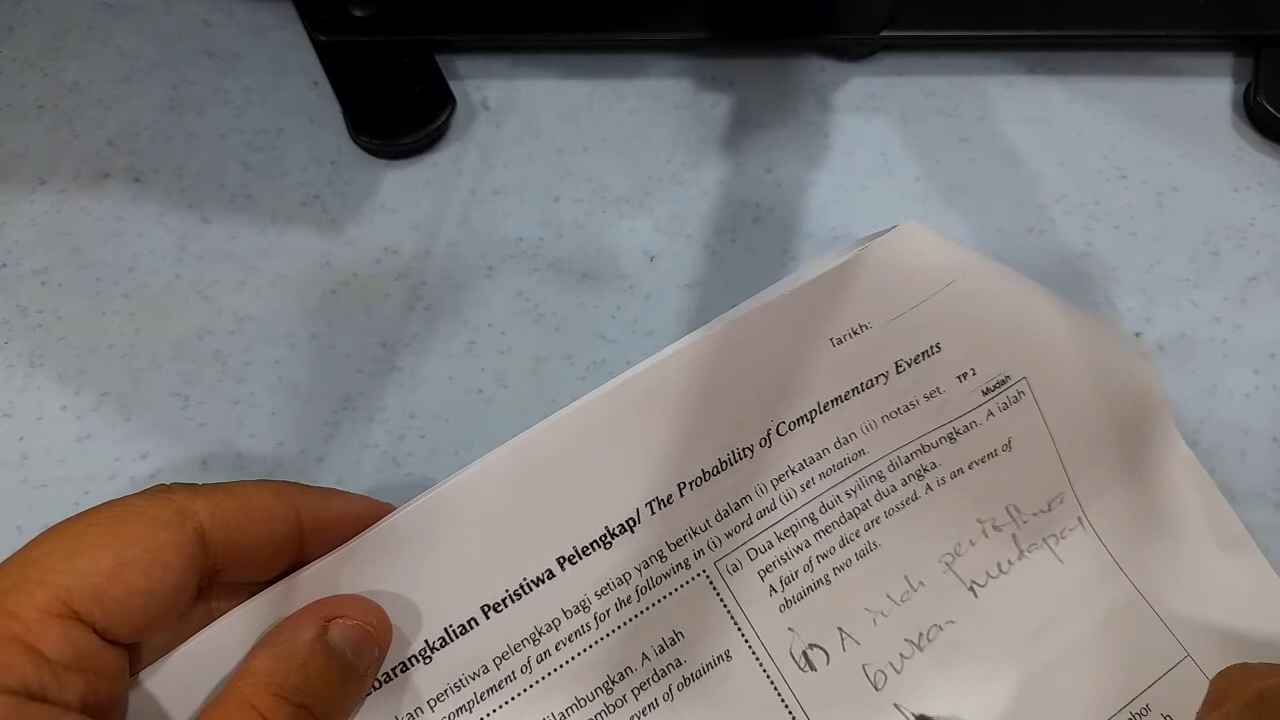 Tarikh:
barangkalian Peristiwa Pelengkap/ The Probability of Complementary Events
kan peristiwa pelengkap bagi setiap yang berikut dalam (i) perkataan dan (ii) notasi set. TP 2
complement of an events for the following in (i) word and (ii) set notation. Mudah
dilambungkan. A ialah
ombor perdana.
event of obtaining
(a) Dua keping duit syiling dilambungkan. A ialah
peristiwa mendapat dua angka.
A fair of two dice are tossed. A is an event of
obtaining two tails.
A ialah peristiwa
bukan mendapat